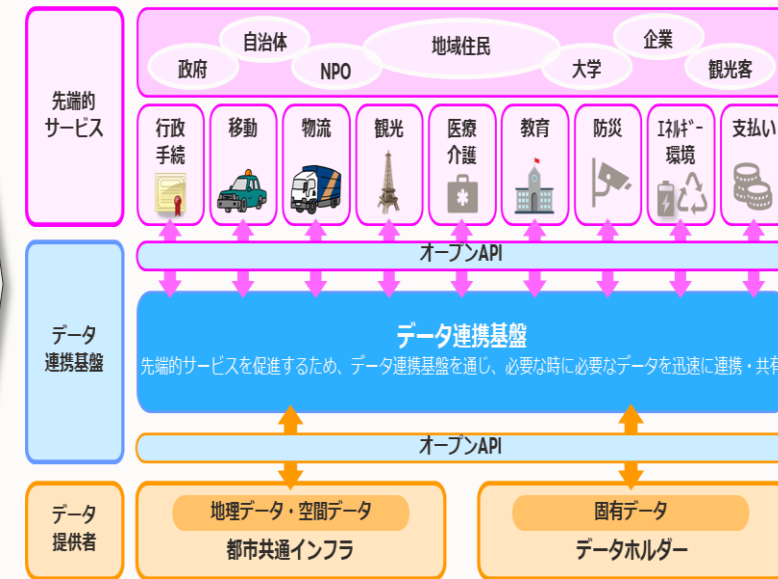 先端的
サービス
政府
自治体
NPO
地域住民
大学
企業
観光客
行政
手続
移動
物流
観光
医療
介護
教育
防災
エネルギー
環境
支払い
オープンAPI
データ
連携基盤
データ連携基盤
先端的サービスを促進するため、データ連携基盤を通じ、必要な時に必要なデータを迅速に連携・共有
オープンAPI
データ
提供者
地理データ・空間データ
都市共通インフラ
固有データ
データホルダー